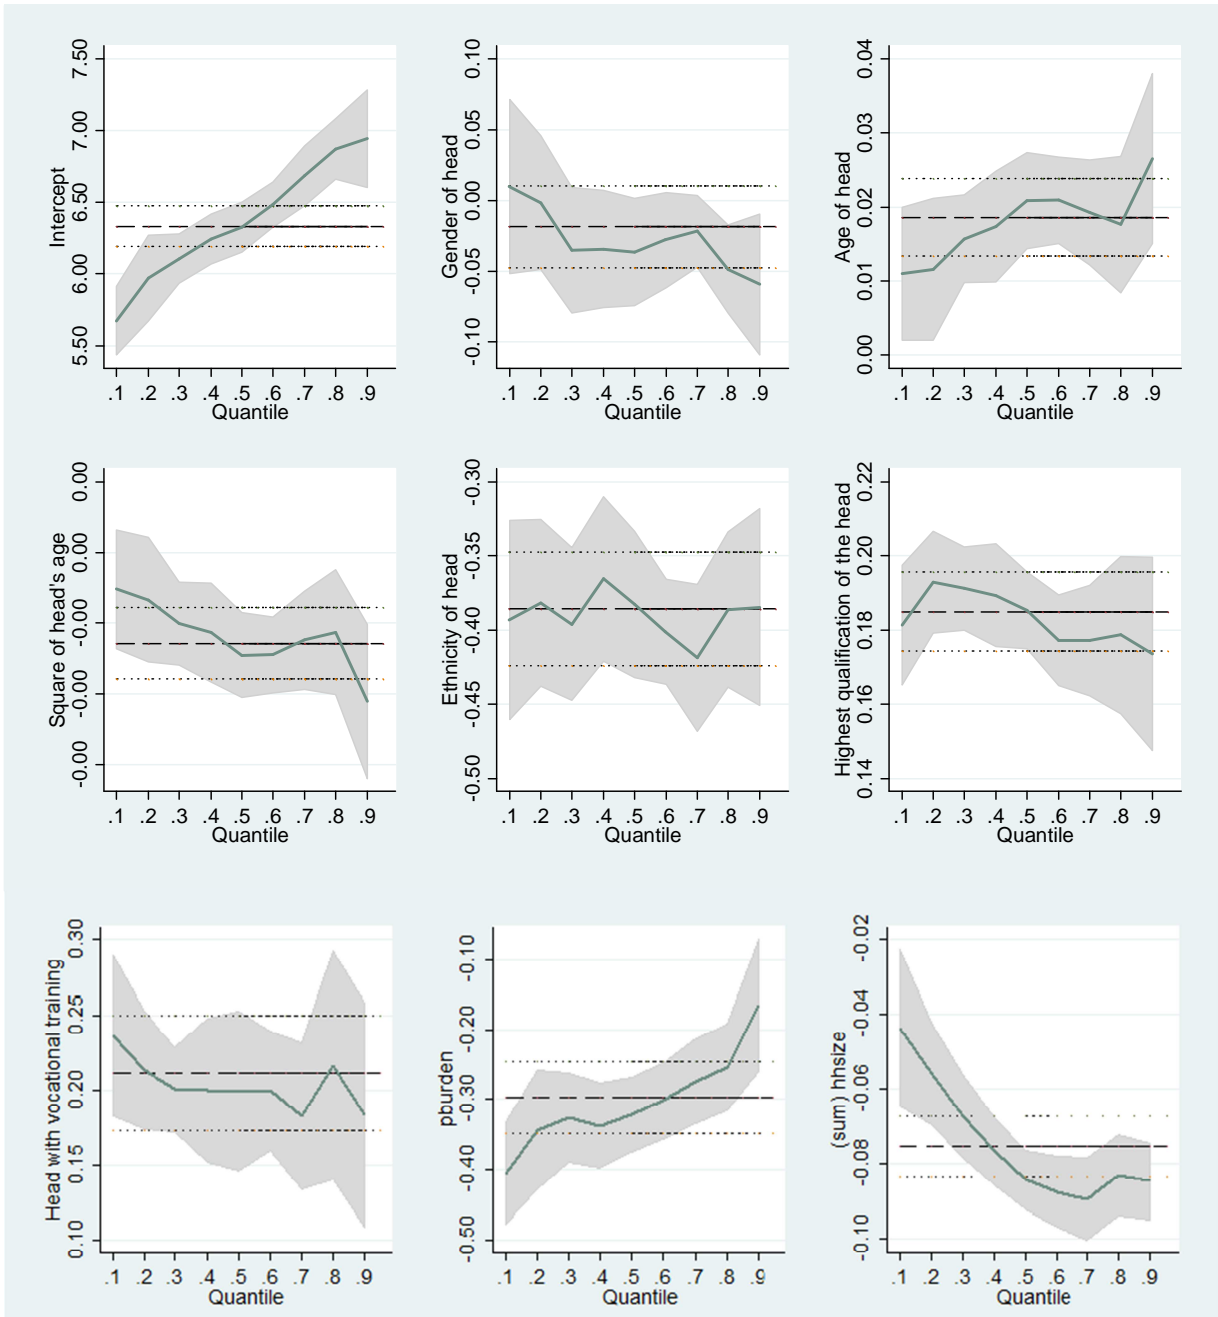 Intercept
7.50
7.00
6.50
6.00
5.50
.1 .2 .3 .4 .5 .6 .7 .8 .9
Quantile
Gender of head
0.10
0.05
0.00
-0.05
-0.10
.1 .2 .3 .4 .5 .6 .7 .8 .9
Quantile
Age of head
0.04
0.03
0.02
0.01
0.00
.1 .2 .3 .4 .5 .6 .7 .8 .9
Quantile
Square of head's age
0.00
0.00
-0.00
-0.00
-0.00
.1 .2 .3 .4 .5 .6 .7 .8 .9
Quantile
Ethnicity of head
-0.30
-0.35
-0.40
-0.45
-0.50
.1 .2 .3 .4 .5 .6 .7 .8 .9
Quantile
Highest qualification of the head
0.22
0.20
0.18
0.16
0.14
.1 .2 .3 .4 .5 .6 .7 .8 .9
Quantile
Head with vocational training
0.30
0.25
0.20
0.15
0.10
.1 .2 .3 .4 .5 .6 .7 .8 .9
Quantile
pburden
-0.10
-0.20
-0.30
-0.40
-0.50
.1 .2 .3 .4 .5 .6 .7 .8 .9
Quantile
(sum) hhsize
-0.02
-0.04
-0.06
-0.08
-0.10
.1 .2 .3 .4 .5 .6 .7 .8 .9
Quantile